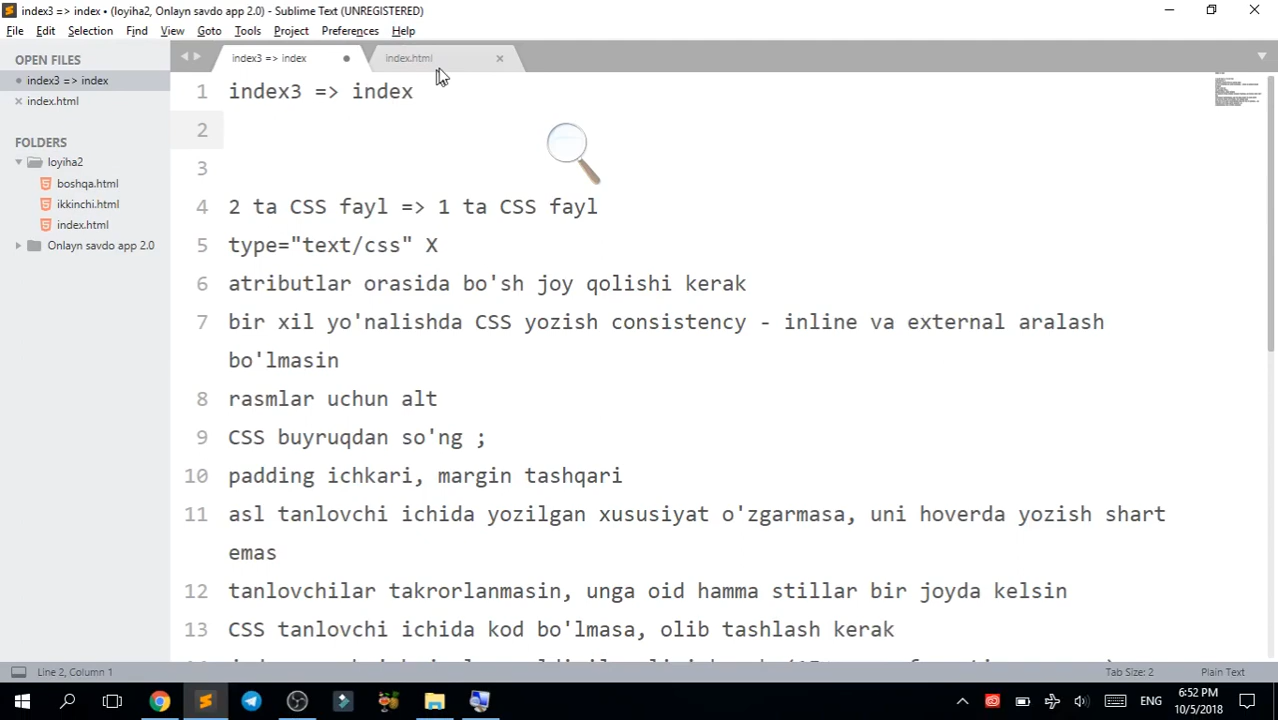 index3 => index • (loyiha2, Onlayn savdo app 2.0) - Sublime Text (UNREGISTERED)
File Edit Selection Find View Goto Tools Project Preferences Help
OPEN FILES
index3 => index
index.html
FOLDERS
loyiha2
boshqa.html
ikkinchi.html
index.html
Onlayn savdo app 2.0
index3 => index
index.html
1 index3 => index
2
3
4 2 ta CSS fayl => 1 ta CSS fayl
5 type="text/css" X
6 atributlar orasida bo'sh joy qolishi kerak
7 bir xil yo'nalishda CSS yozish consistency - inline va external aralash
bo'lmasin
8 rasmlar uchun alt
9 CSS buyruqdan so'ng ;
10 padding ichkari, margin tashqari
11 asl tanlovchi ichida yozilgan xususiyat o'zgarmasa, uni hoverda yozish shart
emas
12 tanlovchilar takrorlanmasin, unga oid hamma stillar bir joyda kelsin
13 CSS tanlovchi ichida kod bo'lmasa, olib tashlash kerak
Line 2, Column 1
Tab Size: 2
Plain Text
ENG
6:52 PM
10/5/2018